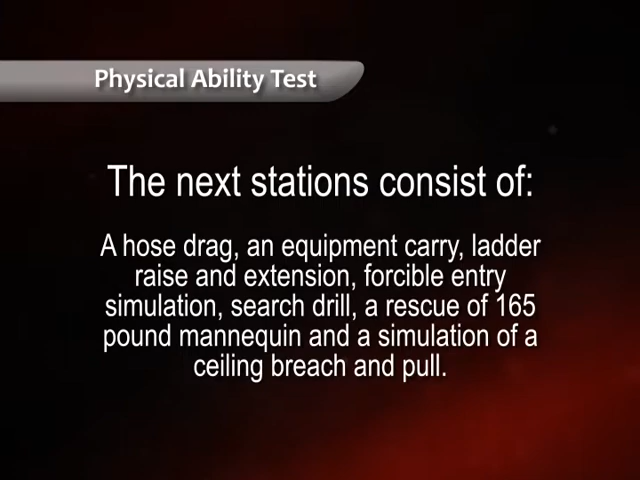 Physical Ability Test
The next stations consist of:
A hose drag, an equipment carry, ladder
raise and extension, forcible entry
simulation, search drill, a rescue of 165
pound mannequin and a simulation of a
ceiling breach and pull.